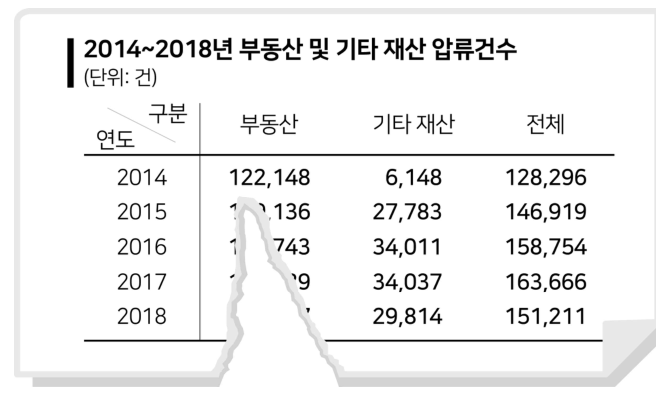 2014~2018년 부동산 및 기타 재산 압류건수
(단위: 건)
구분
연도 부동산 기타 재산 전체
2014 122,148 6,148 128,296
2015 27,783 146,919
2016 34,011 158,754
2017 34,037 163,666
2018 29,814 151,211